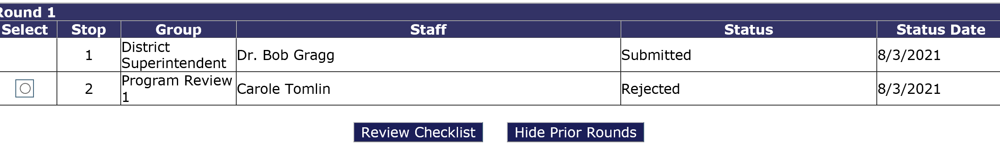 Round 1
Select Stop Group Staff Status Status Date
1 District Superintendent Dr. Bob Gragg Submitted 8/3/2021
2 Program Review 1 Carole Tomlin Rejected 8/3/2021
Review Checklist Hide Prior Rounds